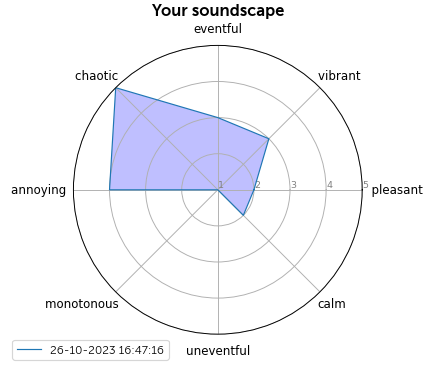 Your soundscape
eventful
chaotic
vibrant
annoying
1 2 3 4 5
pleasant
monotonous
calm
uneventful
26-10-2023 16:47:16